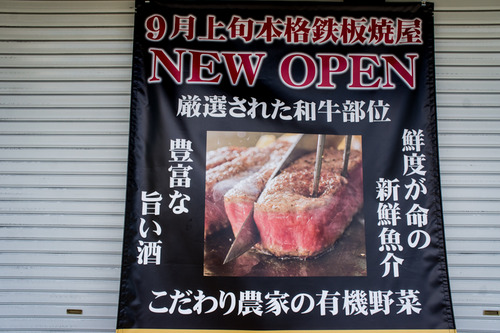 9月上旬本格鉄板焼屋
NEW OPEN
厳選された和牛部位
鮮度が命の
新鮮魚介
豊富な
旨い酒
こだわり農家の有機野菜